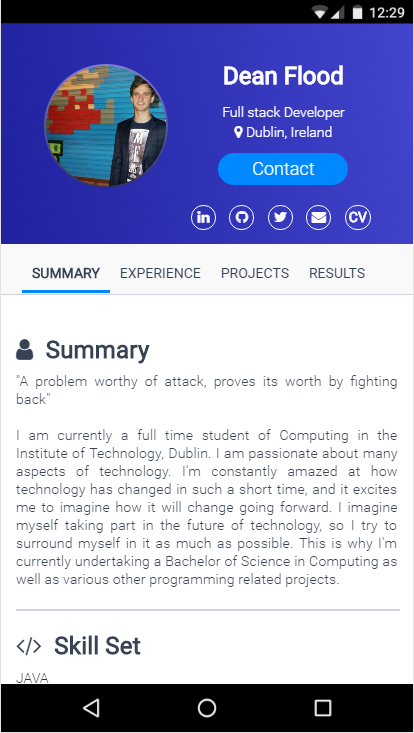 12:29
Dean Flood
Full stack Developer
Dublin, Ireland
Contact
in
CV
SUMMARY EXPERIENCE PROJECTS RESULTS
Summary
"A problem worthy of attack, proves its worth by fighting
back"
I am currently a full time student of Computing in the
Institute of Technology, Dublin. I am passionate about many
aspects of technology. I'm constantly amazed at how
technology has changed in such a short time, and it excites
me to imagine how it will change going forward. I imagine
myself taking part in the future of technology, so I try to
surround myself in it as much as possible. This is why I'm
currently undertaking a Bachelor of Science in Computing as
well as various other programming related projects.
</> Skill Set
JAVA